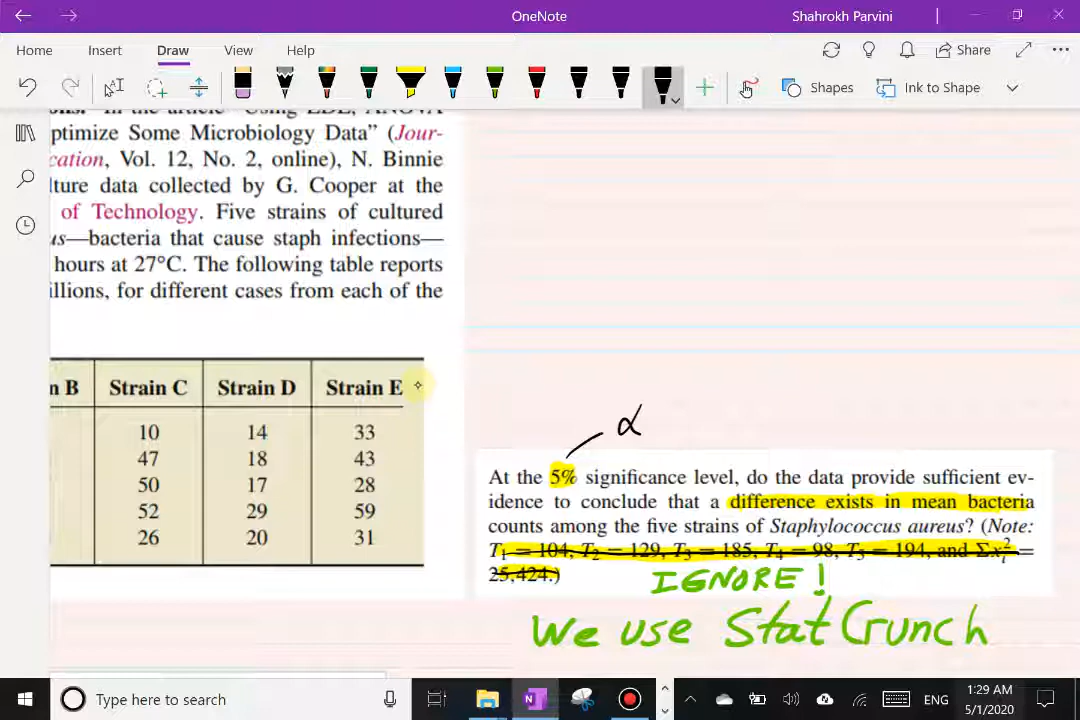 OneNote
Shahrokh Parvini
Home Insert Draw View Help
Share
Shapes
Ink to Shape
ptimize Some Microbiology Data” (Jour-
cation, Vol. 12, No. 2, online), N. Binnie
lture data collected by G. Cooper at the
of Technology. Five strains of cultured
us—bacteria that cause staph infections—
hours at 27°C. The following table reports
illions, for different cases from each of the
n B Strain C Strain D Strain E
10 14 33
47 18 43
50 17 28
52 29 59
26 20 31
α
At the 5% significance level, do the data provide sufficient ev-
idence to conclude that a difference exists in mean bacteria
counts among the five strains of Staphylococcus aureus? (Note:
T₁ = 104, T₂ = 129, T₃ = 185, T₄ = 98, T₅ = 194, and Σxᵢ² =
25,424.)
IGNORE!
We use StatCrunch
Type here to search
ENG
1:29 AM
5/1/2020